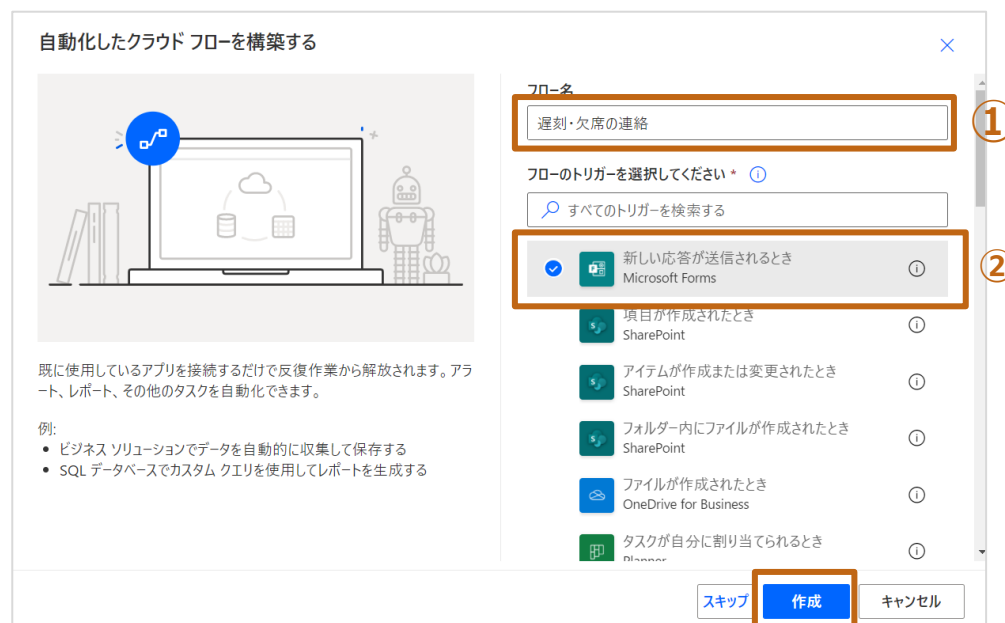 自動化したクラウド フローを構築する
既に使用しているアプリを接続するだけで反復作業から解放されます。アラ
ート、レポート、その他のタスクを自動化できます。
例:
• ビジネス ソリューションでデータを自動的に収集して保存する
• SQL データベースでカスタム クエリを使用してレポートを生成する
フロー名
遅刻・欠席の連絡
①
フローのトリガーを選択してください *
すべてのトリガーを検索する
新しい応答が送信されるとき
Microsoft Forms
②
項目が作成されたとき
SharePoint
アイテムが作成または変更されたとき
SharePoint
フォルダー内にファイルが作成されたとき
SharePoint
ファイルが作成されたとき
OneDrive for Business
タスクが自分に割り当てられるとき
Planner
スキップ
作成
キャンセル